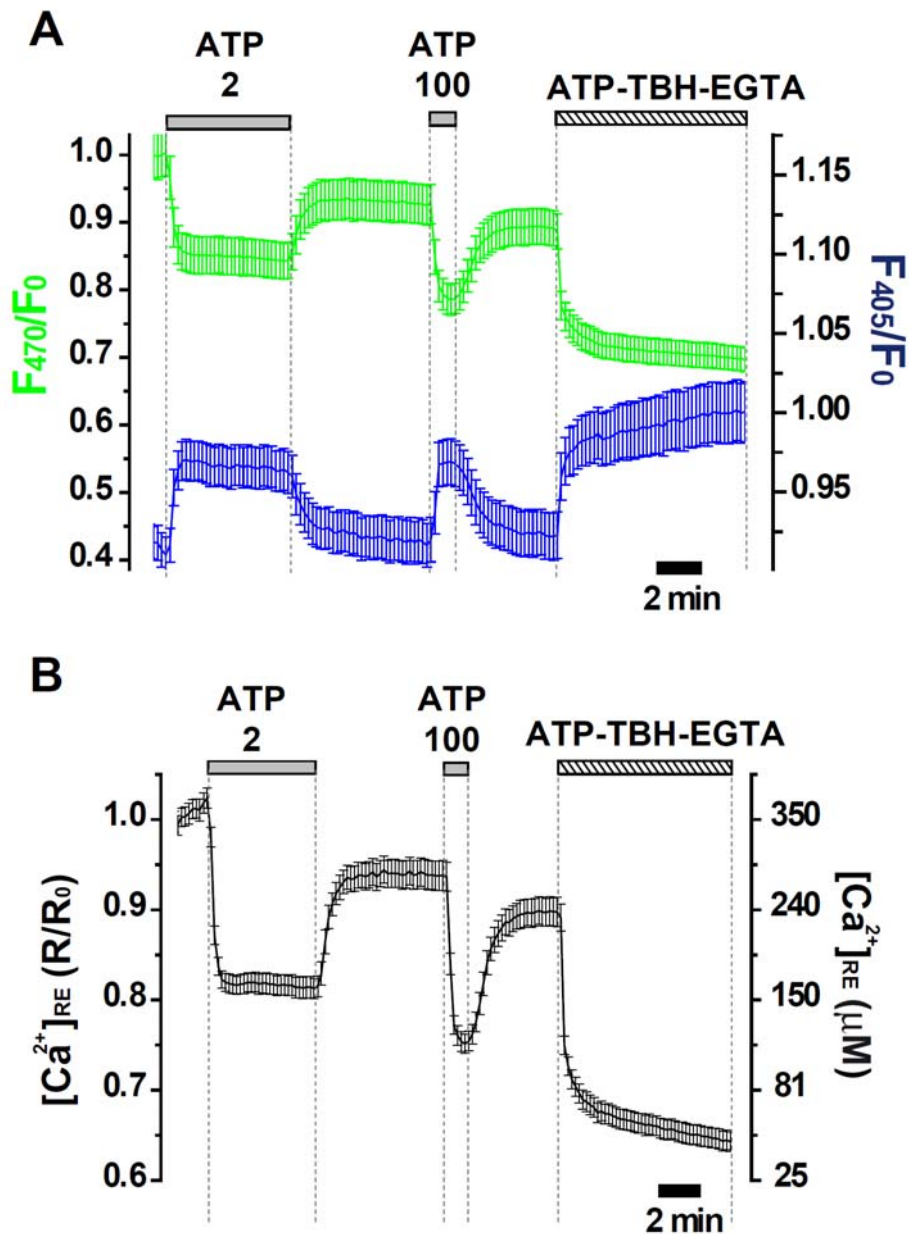 A
ATP ATP
2 100 ATP-TBH-EGTA
F470/F0
1.0
0.9
0.8
0.7
0.6
0.5
0.4
1.15
1.10
1.05
1.00
0.95
F405/F0
2 min
B
ATP ATP
2 100 ATP-TBH-EGTA
[Ca2+]RE (R/R0)
1.0
0.9
0.8
0.7
0.6
350
240
150
81
25
[Ca2+]RE (µM)
2 min